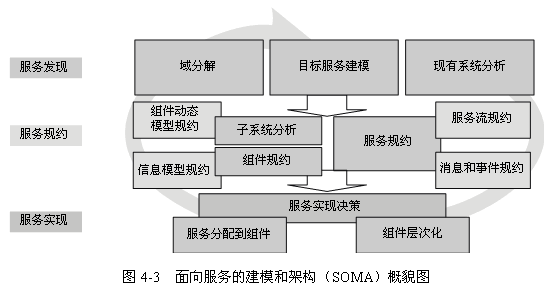 服务发现
域分解
目标服务建模
现有系统分析
服务规约
组件动态
模型规约
子系统分析
服务规约
服务流规约
信息模型规约
组件规约
消息和事件规约
服务实现
服务实现决策
服务分配到组件
组件层次化
图 4-3 面向服务的建模和架构（SOMA）概貌图